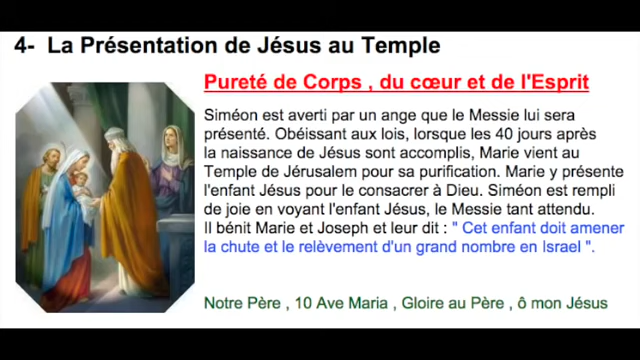 4- La Présentation de Jésus au Temple
Pureté de Corps , du cœur et de l'Esprit
Siméon est averti par un ange que le Messie lui sera
présenté. Obéissant aux lois, lorsque les 40 jours après
la naissance de Jésus sont accomplis, Marie vient au
Temple de Jérusalem pour sa purification. Marie y présente
l'enfant Jésus pour le consacrer à Dieu. Siméon est rempli
de joie en voyant l'enfant Jésus, le Messie tant attendu.
Il bénit Marie et Joseph et leur dit : " Cet enfant doit amener
la chute et le relèvement d'un grand nombre en Israel ".
Notre Père , 10 Ave Maria , Gloire au Père , ô mon Jésus